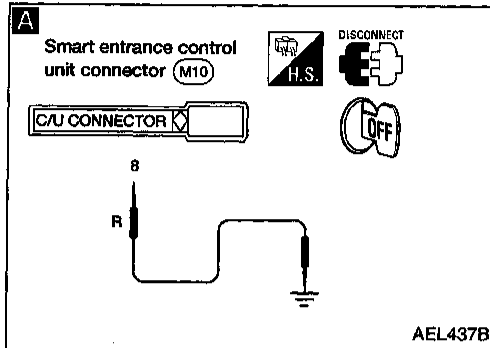 A
Smart entrance control
unit connector M10
H.S.
DISCONNECT
C/U CONNECTOR
OFF
8
R
AEL437B